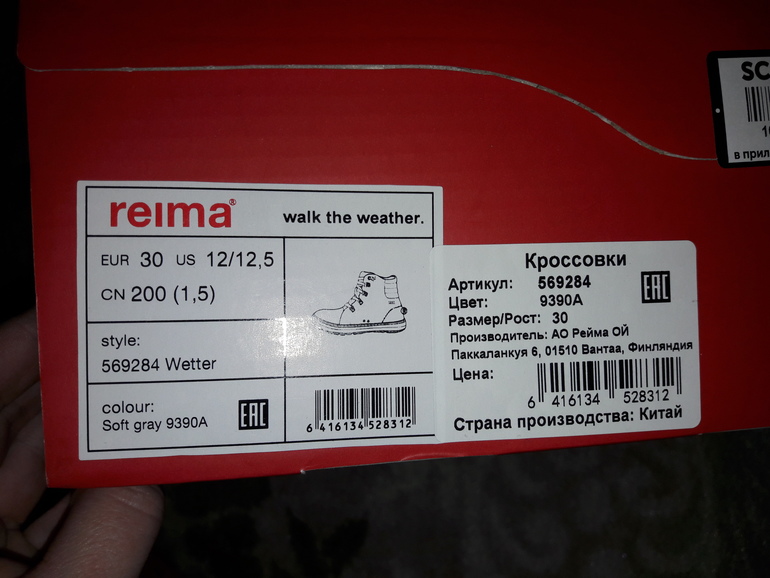 reima®
walk the weather.
EUR 30 US 12/12,5
CN 200 (1,5)
style:
569284 Wetter
colour:
Soft gray 9390A
EAC
6 416134 528312
Кроссовки
Артикул: 569284
Цвет: 9390A
Размер/Рост: 30
EAC
Производитель: АО Рейма ОЙ
Паккаланкуя 6, 01510 Вантаа, Финляндия
Цена:
6 416134 528312
Страна производства: Китай
SC
в прил